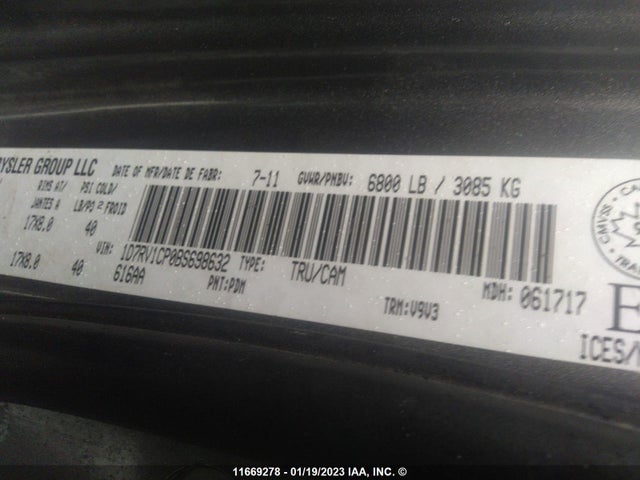 YSLER GROUP LLC DATE OF MFR/DATE DE FABR: 7-11 GVWR/PNBV: 6800 LB / 3085 KG
RIMS AT/ PSI COLD/
JANTES A LB/PO² FROID
17X8.0 40
VIN: 1D7RV1CP0BS698632 TYPE: TRU/CAM MDH: 061717
17X8.0 40 616AA PNT:PDM TRM:V9V3
ICES/
11669278 - 01/19/2023 IAA, INC. ©